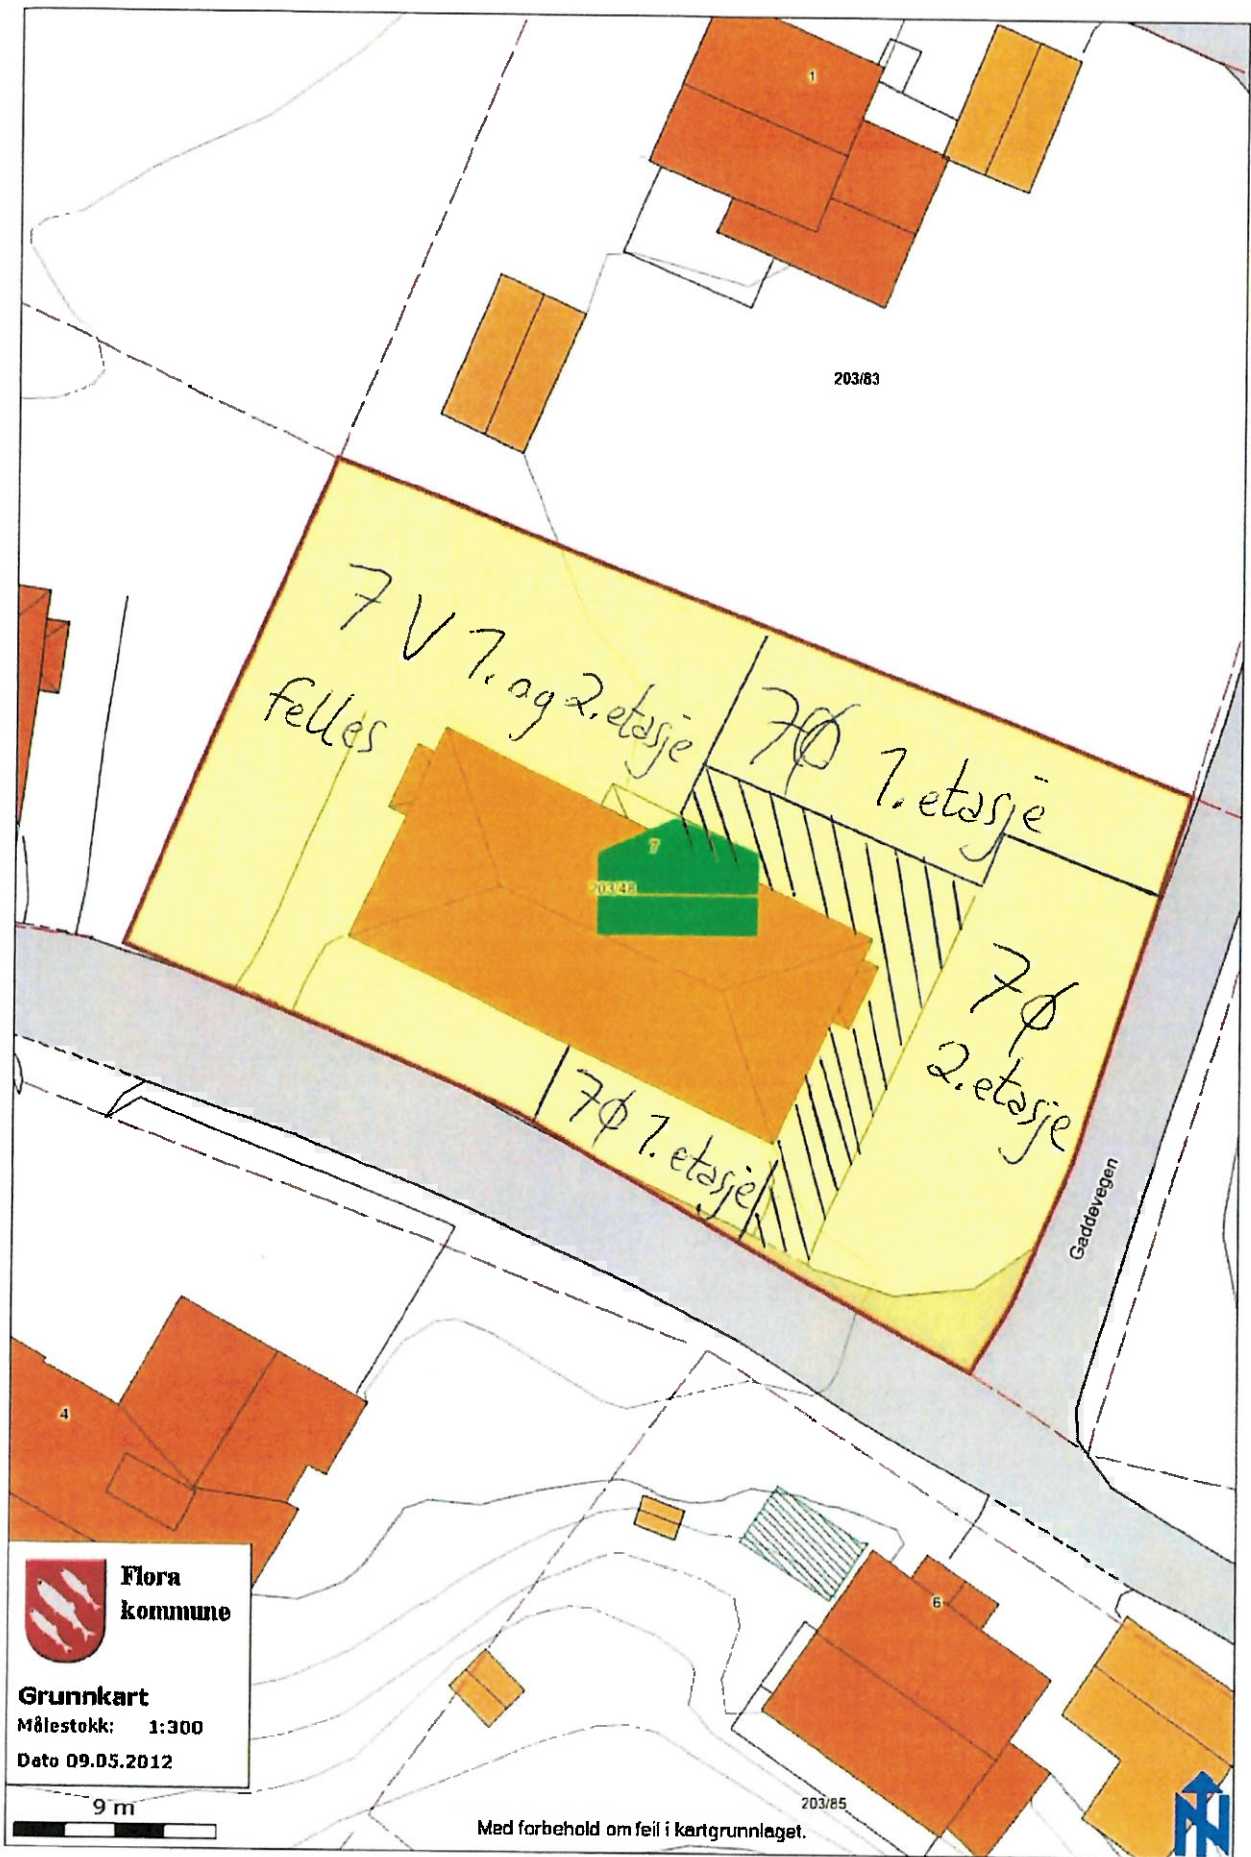 1
203/83
7 V 1. og 2. etasje
felles
7Ø 1. etasje
7
203/48
7Ø
2. etasje
7Ø 1. etasje
Gaddevegen
4
6
Flora
kommune
Grunnkart
Målestokk: 1:300
Dato 09.05.2012
9 m
203/85
Med forbehold om feil i kartgrunnlaget.
N